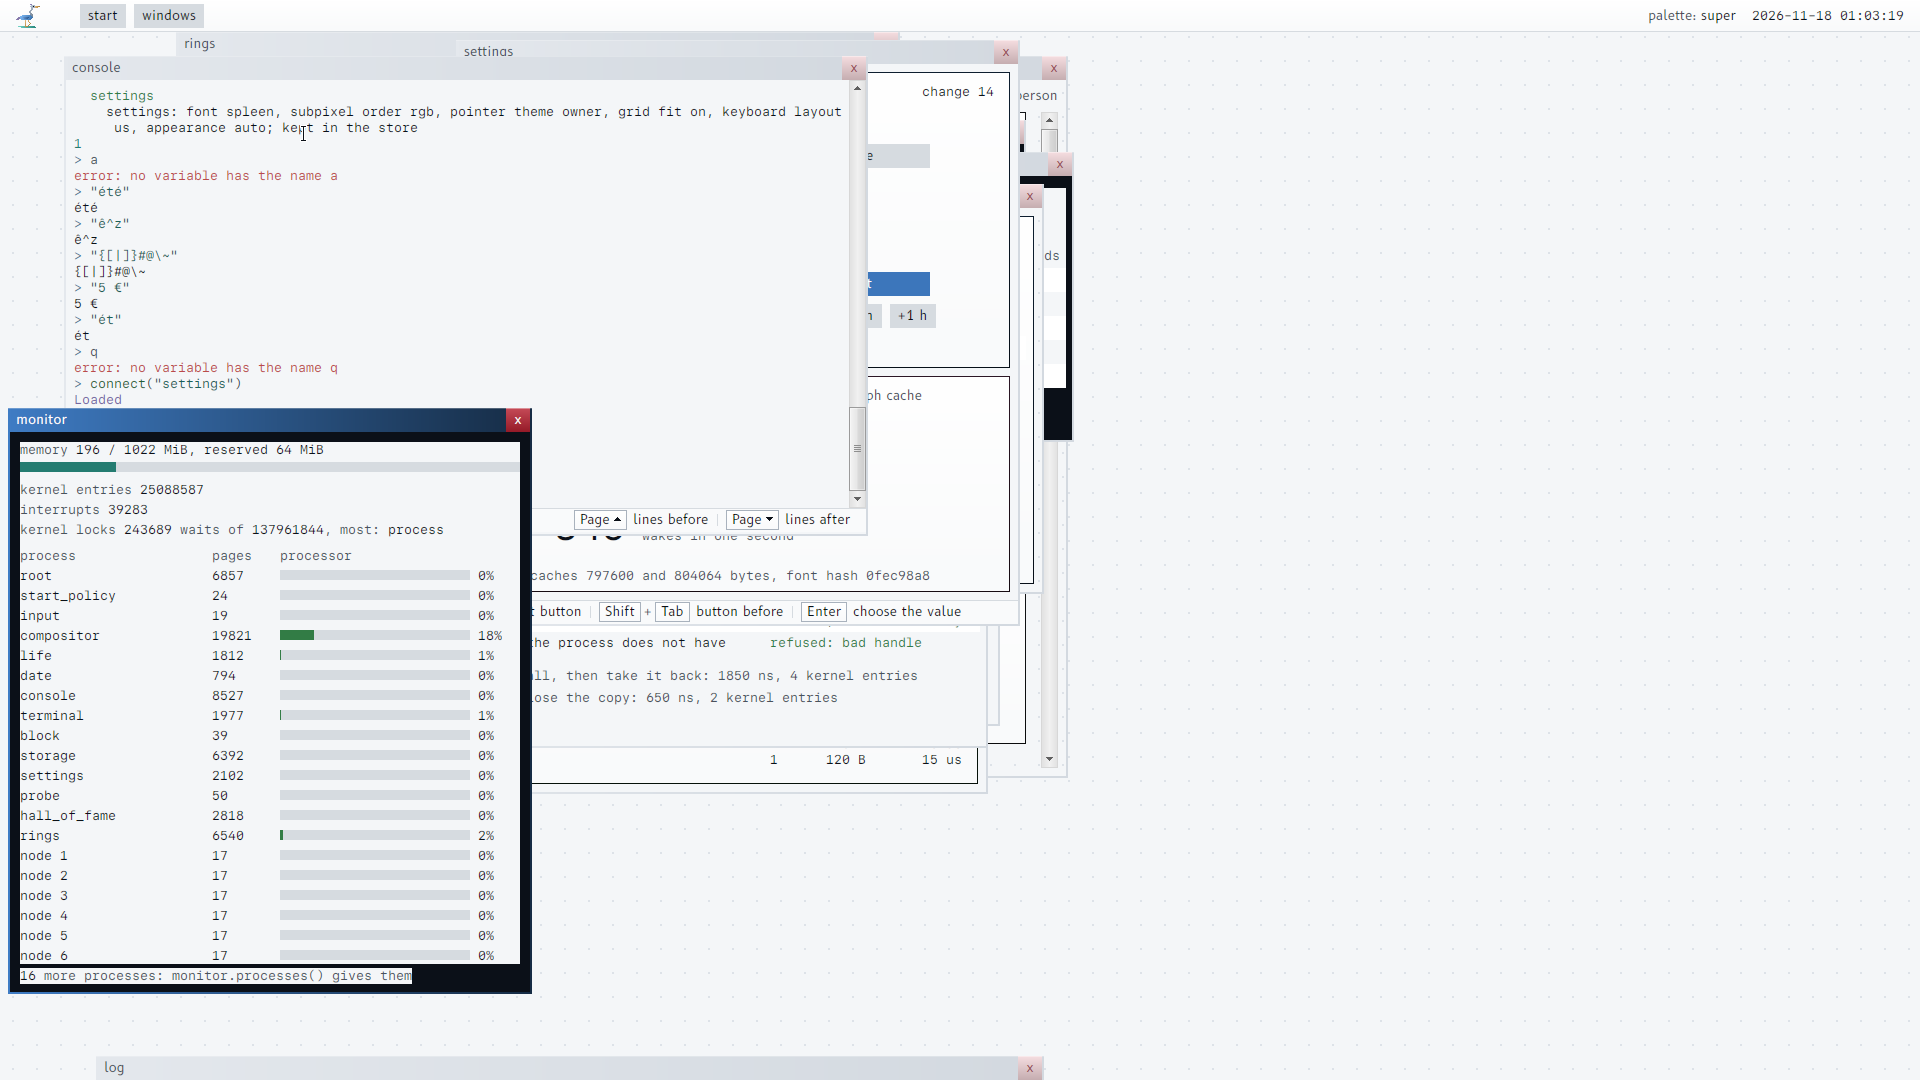 start windows palette: super 2026-11-18 01:03:19
rings
settings x
console x x
settings
settings: font spleen, subpixel order rgb, pointer theme owner, grid fit on, keyboard layout
us, appearance auto; kept in the store
1
> a
error: no variable has the name a
> "été"
été
> "ê^z"
ê^z
> "{[|]}#@\~"
{[|]}#@\~
> "5 €"
5 €
> "ét"
ét
> q
error: no variable has the name q
> connect("settings")
Loaded
change 14
erson
x
x
e
ds
t
+1 h
ph cache
Page lines before Page lines after
wakes in one second
caches 797600 and 804064 bytes, font hash 0fec98a8
t button Shift + Tab button before Enter choose the value
the process does not have refused: bad handle
all, then take it back: 1850 ns, 4 kernel entries
lose the copy: 650 ns, 2 kernel entries
1 120 B 15 us
monitor x
memory 196 / 1022 MiB, reserved 64 MiB
kernel entries 25088587
interrupts 39283
kernel locks 243689 waits of 137961844, most: process
process pages processor
root 6857 0%
start_policy 24 0%
input 19 0%
compositor 19821 18%
life 1812 1%
date 794 0%
console 8527 0%
terminal 1977 1%
block 39 0%
storage 6392 0%
settings 2102 0%
probe 50 0%
hall_of_fame 2818 0%
rings 6540 2%
node 1 17 0%
node 2 17 0%
node 3 17 0%
node 4 17 0%
node 5 17 0%
node 6 17 0%
16 more processes: monitor.processes() gives them
log x